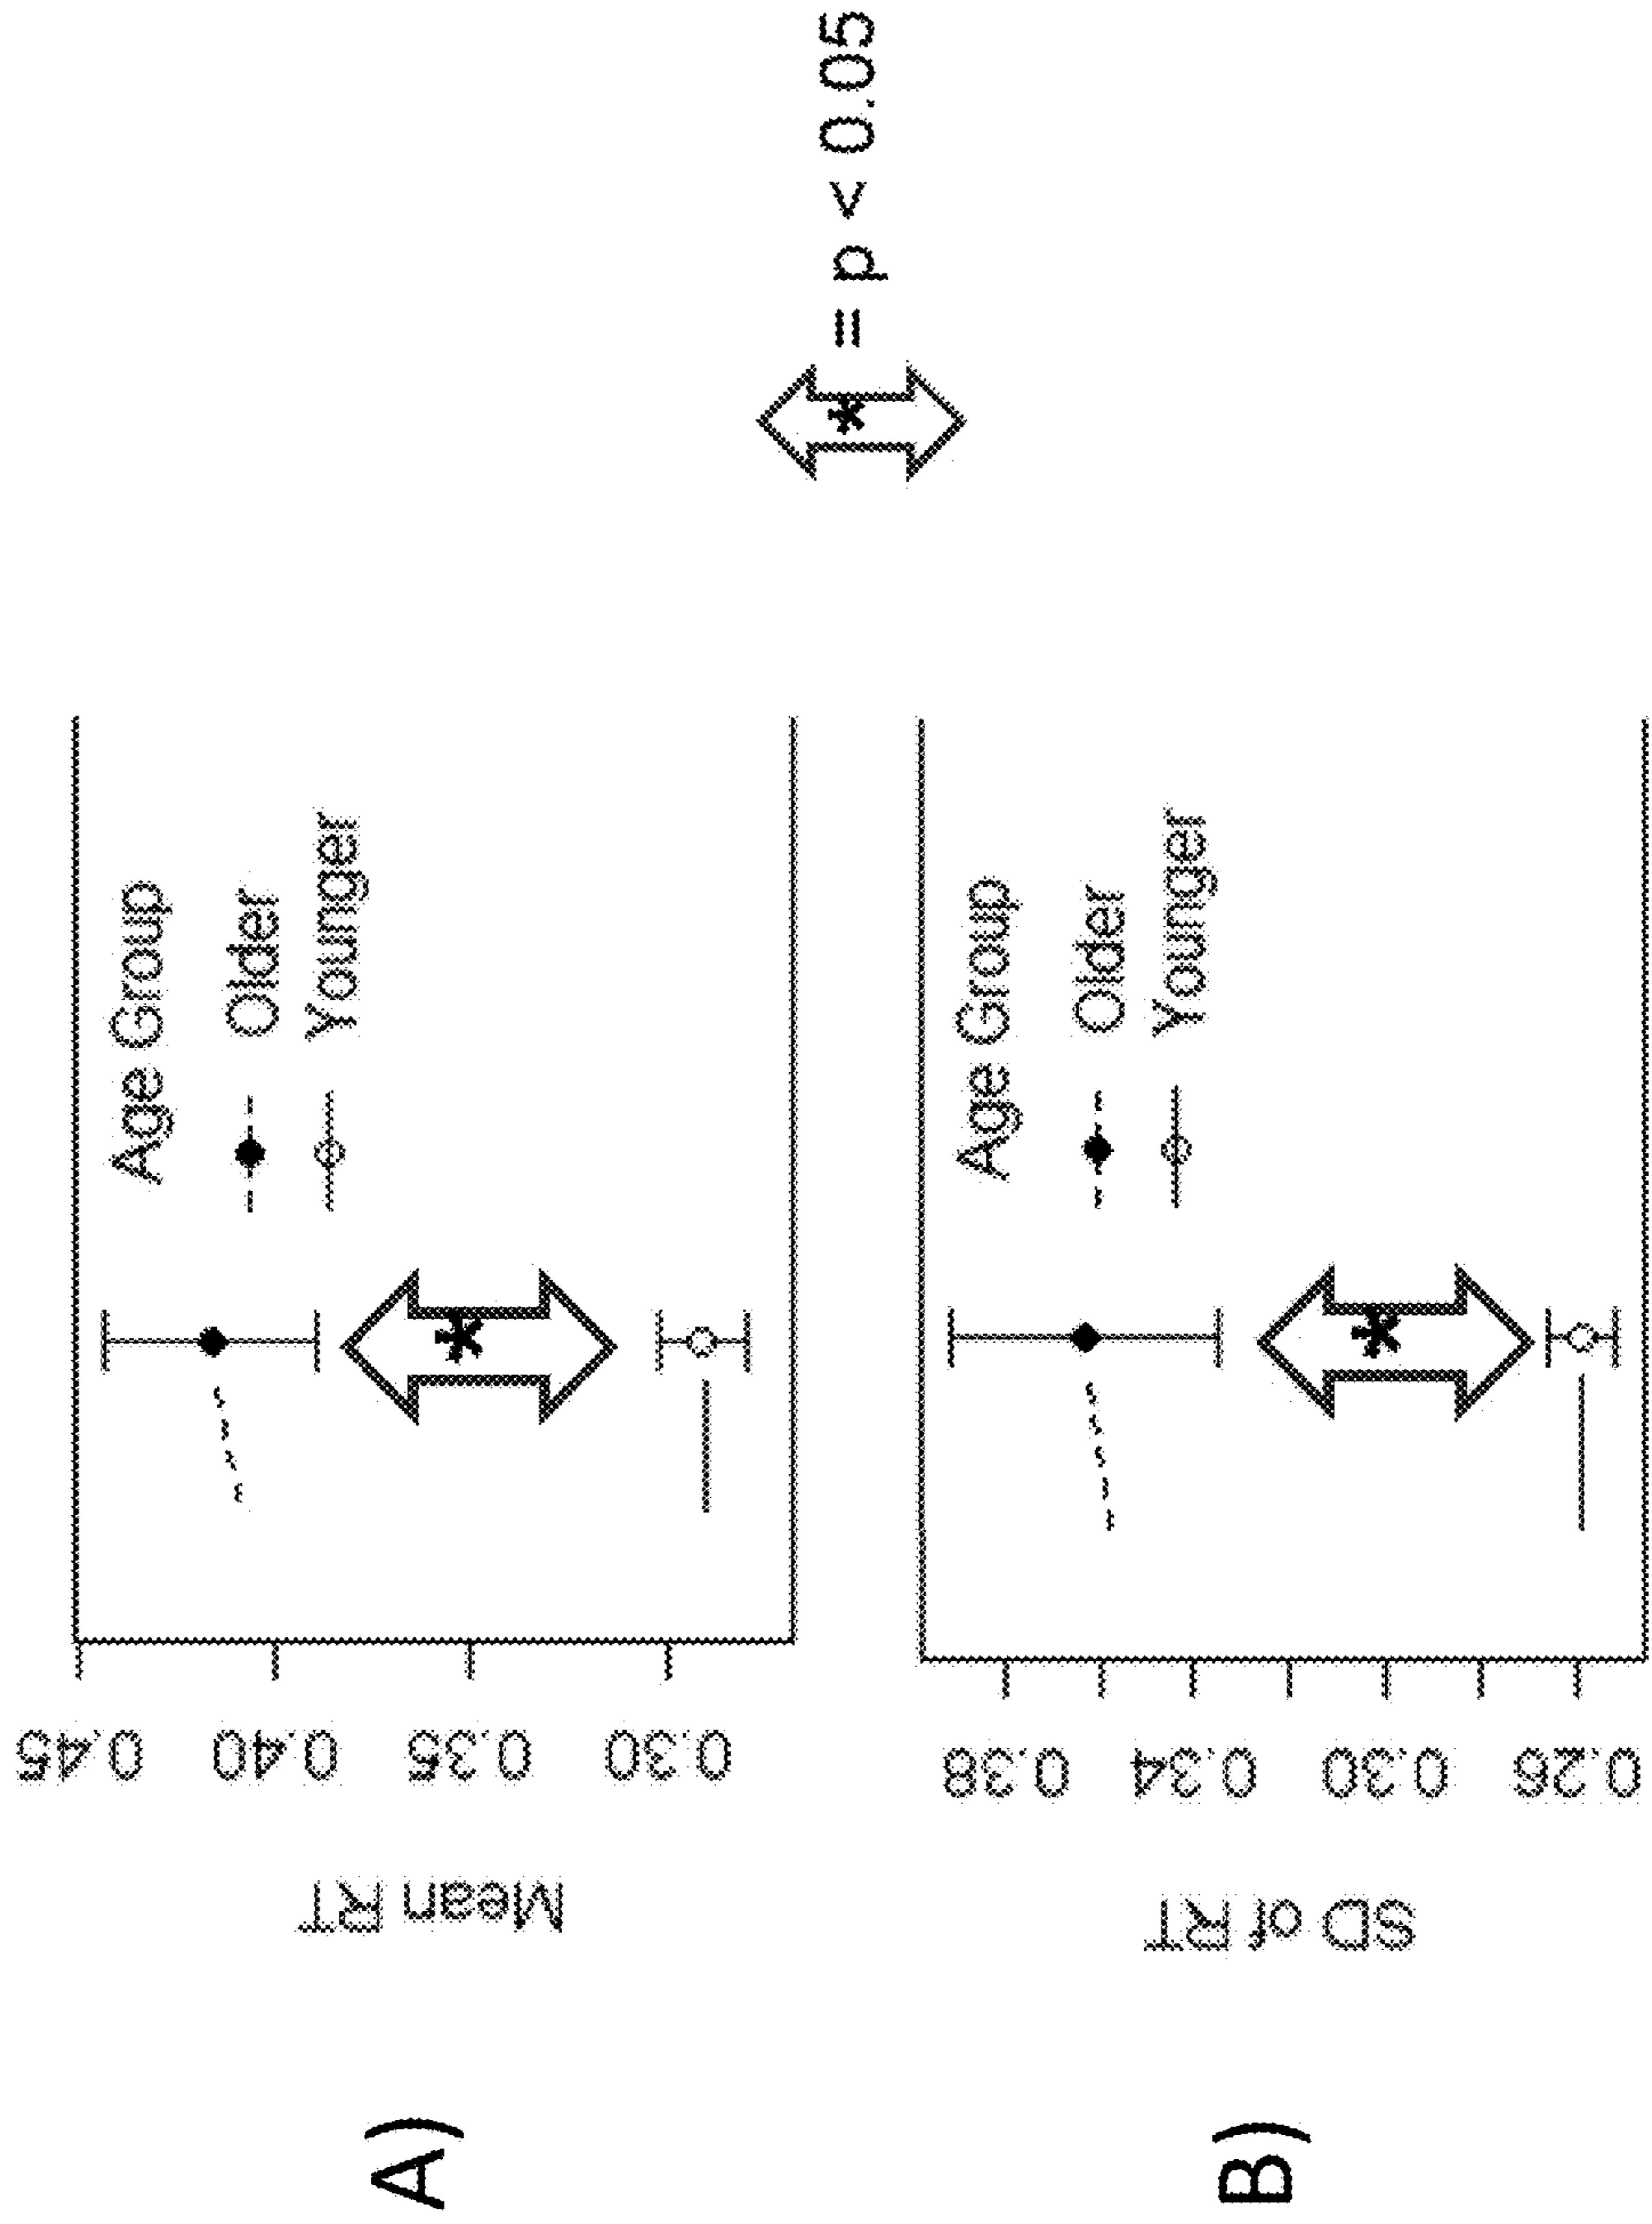 A)
Mean RT
0.45
0.40
0.35
0.30
Age Group
Older
Younger
*
B)
SD of RT
0.38
0.34
0.30
0.26
Age Group
Older
Younger
*
* = p < 0.05